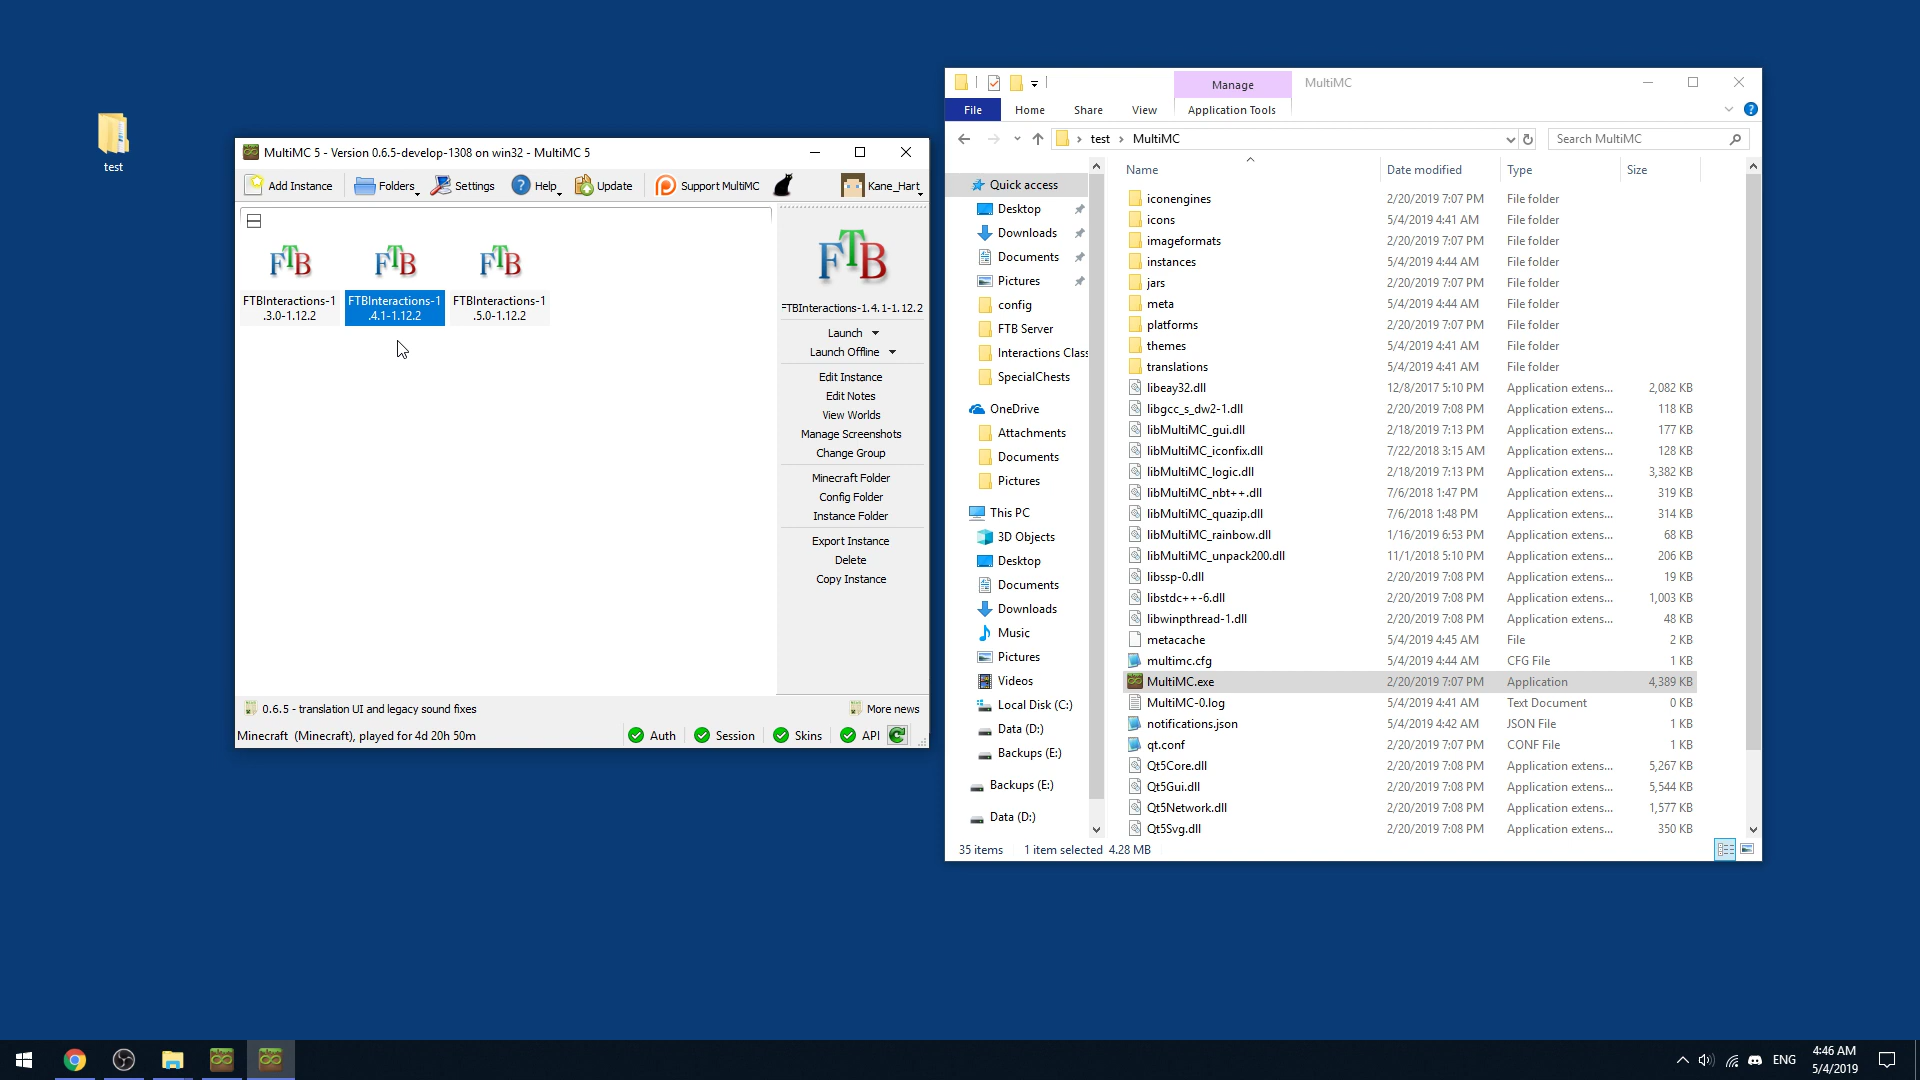 test
MultiMC 5 - Version 0.6.5-develop-1308 on win32 - MultiMC 5
Add Instance
Folders
Settings
Help
Update
Support MultiMC
Kane_Hart
FTB
FTB
FTB
FTBInteractions-1
.3.0-1.12.2
FTBInteractions-1
.4.1-1.12.2
FTBInteractions-1
.5.0-1.12.2
FTB
FTBInteractions-1.4.1-1.12.2
Launch
Launch Offline
Edit Instance
Edit Notes
View Worlds
Manage Screenshots
Change Group
Minecraft Folder
Config Folder
Instance Folder
Export Instance
Delete
Copy Instance
0.6.5 - translation UI and legacy sound fixes
More news
Minecraft (Minecraft), played for 4d 20h 50m
Auth
Session
Skins
API
Manage
MultiMC
File
Home
Share
View
Application Tools
test
MultiMC
Search MultiMC
Quick access
Desktop
Downloads
Documents
Pictures
config
FTB Server
Interactions Class
SpecialChests
OneDrive
Attachments
Documents
Pictures
This PC
3D Objects
Desktop
Documents
Downloads
Music
Pictures
Videos
Local Disk (C:)
Data (D:)
Backups (E:)
Backups (E:)
Data (D:)
Name Date modified Type Size
iconengines 2/20/2019 7:07 PM File folder
icons 5/4/2019 4:41 AM File folder
imageformats 2/20/2019 7:07 PM File folder
instances 5/4/2019 4:44 AM File folder
jars 2/20/2019 7:07 PM File folder
meta 5/4/2019 4:44 AM File folder
platforms 2/20/2019 7:07 PM File folder
themes 5/4/2019 4:41 AM File folder
translations 5/4/2019 4:41 AM File folder
libeay32.dll 12/8/2017 5:10 PM Application extens... 2,082 KB
libgcc_s_dw2-1.dll 2/20/2019 7:08 PM Application extens... 118 KB
libMultiMC_gui.dll 2/18/2019 7:13 PM Application extens... 177 KB
libMultiMC_iconfix.dll 7/22/2018 3:15 AM Application extens... 128 KB
libMultiMC_logic.dll 2/18/2019 7:13 PM Application extens... 3,382 KB
libMultiMC_nbt++.dll 7/6/2018 1:47 PM Application extens... 319 KB
libMultiMC_quazip.dll 7/6/2018 1:48 PM Application extens... 314 KB
libMultiMC_rainbow.dll 1/16/2019 6:53 PM Application extens... 68 KB
libMultiMC_unpack200.dll 11/1/2018 5:10 PM Application extens... 206 KB
libssp-0.dll 2/20/2019 7:08 PM Application extens... 19 KB
libstdc++-6.dll 2/20/2019 7:08 PM Application extens... 1,003 KB
libwinpthread-1.dll 2/20/2019 7:08 PM Application extens... 48 KB
metacache 5/4/2019 4:45 AM File 2 KB
multimc.cfg 5/4/2019 4:44 AM CFG File 1 KB
MultiMC.exe 2/20/2019 7:07 PM Application 4,389 KB
MultiMC-0.log 5/4/2019 4:41 AM Text Document 0 KB
notifications.json 5/4/2019 4:42 AM JSON File 1 KB
qt.conf 2/20/2019 7:07 PM CONF File 1 KB
Qt5Core.dll 2/20/2019 7:08 PM Application extens... 5,267 KB
Qt5Gui.dll 2/20/2019 7:08 PM Application extens... 5,544 KB
Qt5Network.dll 2/20/2019 7:08 PM Application extens... 1,577 KB
Qt5Svg.dll 2/20/2019 7:08 PM Application extens... 350 KB
35 items 1 item selected 4.28 MB
ENG
4:46 AM
5/4/2019